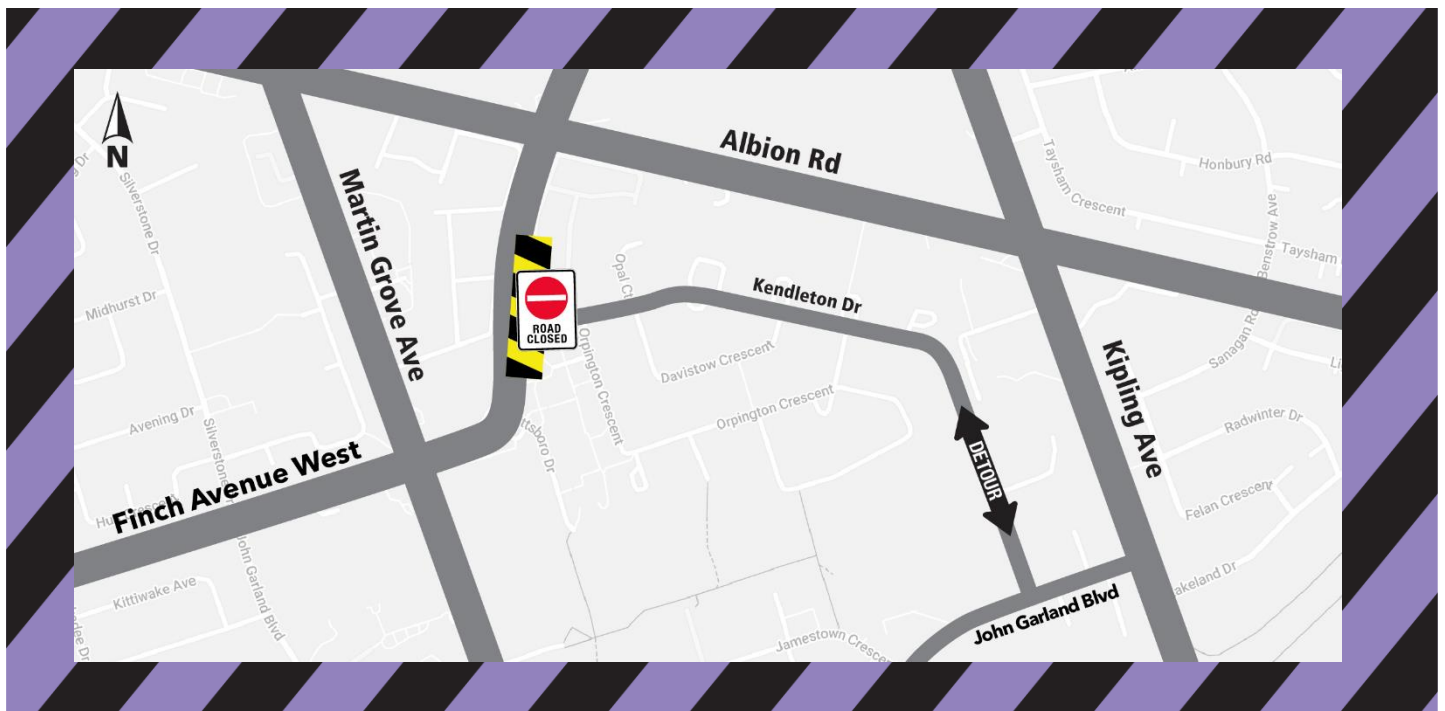 N
Albion Rd
Martin Grove Ave
Finch Avenue West
Kipling Ave
Kendleton Dr
John Garland Blvd
ROAD
CLOSED
DETOUR
Silverstone Dr
Midhurst Dr
Avening Dr
Silverstone
John Garland Blvd
Kittiwake Ave
Opal Ct
Davistow Crescent
Orpington Crescent
Orpington Crescent
Jamestown Cresc
Taysham Crescent
Honbury Rd
Benstrow Ave
Taysham
Sanagan Rd
Radwinter Dr
Felan Crescent
akeland Dr